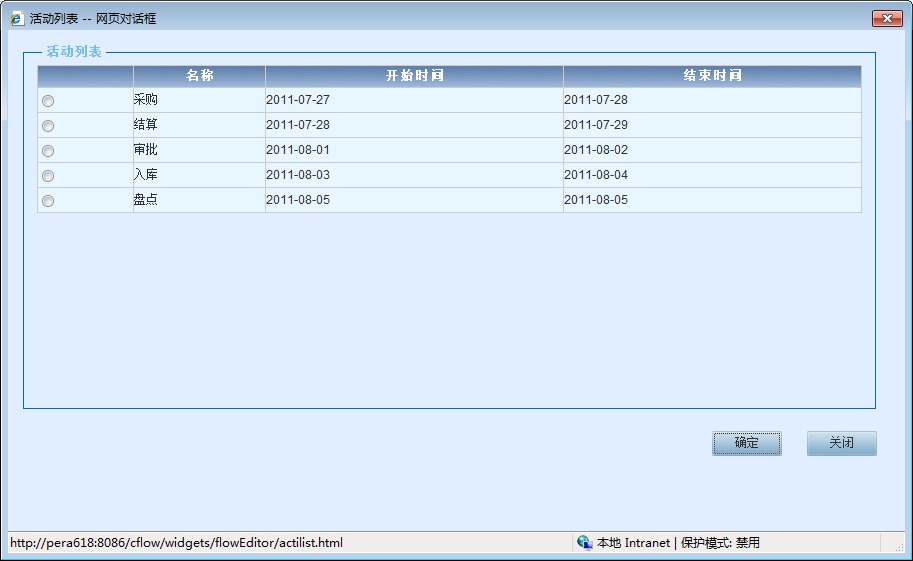 活动列表 -- 网页对话框
活动列表
名称 开始时间 结束时间
采购 2011-07-27 2011-07-28
结算 2011-07-28 2011-07-29
审批 2011-08-01 2011-08-02
入库 2011-08-03 2011-08-04
盘点 2011-08-05 2011-08-05
确定 关闭
http://pera618:8086/cflow/widgets/flowEditor/actilist.html 本地 Intranet | 保护模式: 禁用